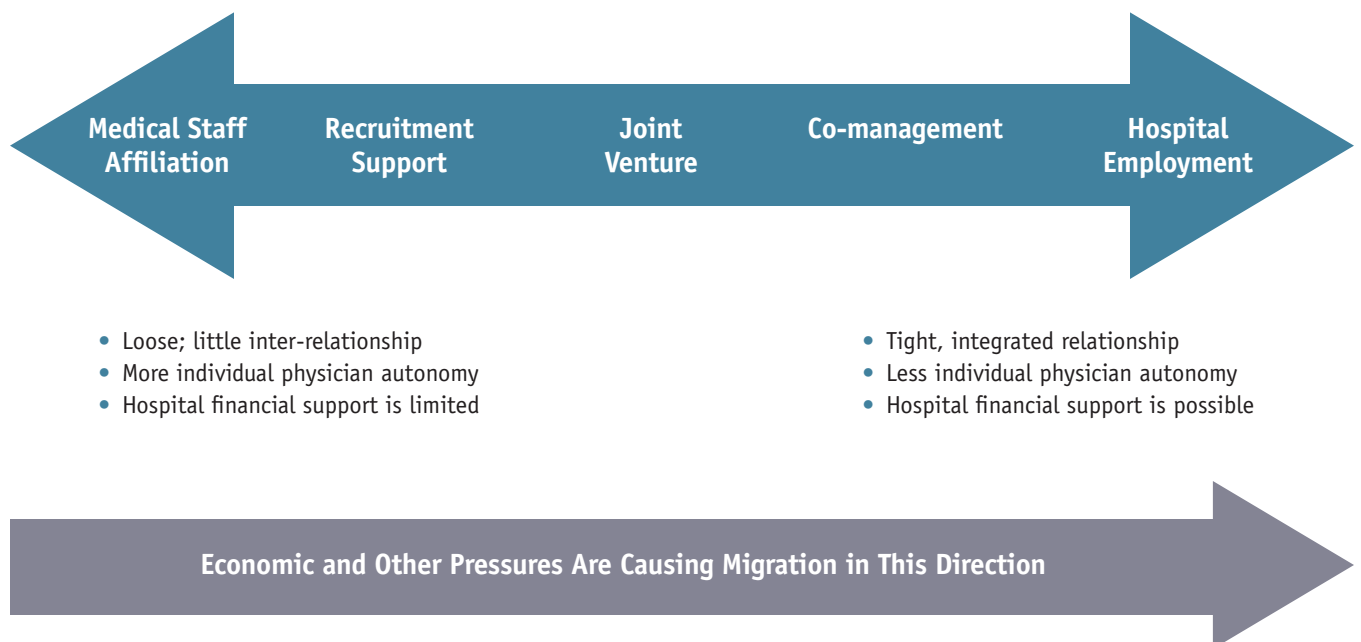 Medical Staff
Affiliation
Recruitment
Support
Joint
Venture
Co-management
Hospital
Employment
• Loose; little inter-relationship
• More individual physician autonomy
• Hospital financial support is limited
• Tight, integrated relationship
• Less individual physician autonomy
• Hospital financial support is possible
Economic and Other Pressures Are Causing Migration in This Direction